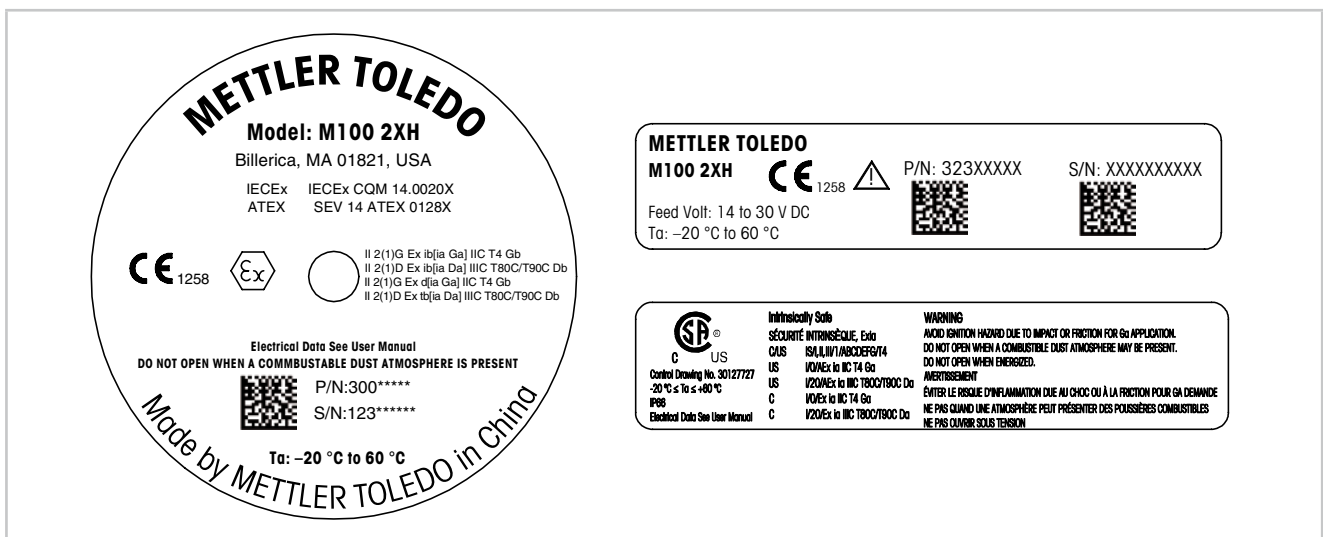 METTLER TOLEDO
Model: M100 2XH
Billerica, MA 01821, USA
IECEx IECEx CQM 14.0020X
ATEX SEV 14 ATEX 0128X
CE 1258 Ex
II 2(1)G Ex ib[ia Ga] IIC T4 Gb
II 2(1)D Ex ib[ia Da] IIIC T80C/T90C Db
II 2(1)G Ex d[ia Ga] IIC T4 Gb
II 2(1)D Ex tb[ia Da] IIIC T80C/T90C Db
Electrical Data See User Manual
DO NOT OPEN WHEN A COMMBUSTABLE DUST ATMOSPHERE IS PRESENT
P/N:300*****
S/N:123******
Ta: –20 °C to 60 °C
Made by METTLER TOLEDO in China
METTLER TOLEDO
M100 2XH
CE 1258
P/N: 323XXXXX
S/N: XXXXXXXXXX
Feed Volt: 14 to 30 V DC
Ta: –20 °C to 60 °C
CSA ®
C US
Control Drawing No. 30127727
-20 ºC ≤ Ta ≤ +60 ºC
IP66
Electrical Data See User Manual
Intrinsically Safe
SÉCURITÉ INTRINSÈQUE, Exia
C/US IS/I,II,III/1/ABCDEFG/T4
US I/0/AEx ia IIC T4 Ga
US I/20/AEx ia IIIC T80C/T90C Da
C I/0/Ex ia IIC T4 Ga
C I/20/Ex ia IIIC T80C/T90C Da
WARNING
AVOID IGNITION HAZARD DUE TO IMPACT OR FRICTION FOR Ga APPLICATION.
DO NOT OPEN WHEN A COMBUSTIBLE DUST ATMOSPHERE MAY BE PRESENT.
DO NOT OPEN WHEN ENERGIZED.
AVERTISSEMENT
ÉVITER LE RISQUE D'INFLAMMATION DUE AU CHOC OU À LA FRICTION POUR GA DEMANDE
NE PAS QUAND UNE ATMOSPHÈRE PEUT PRÉSENTER DES POUSSIÈRES COMBUSTIBLES
NE PAS OUVRIR SOUS TENSION